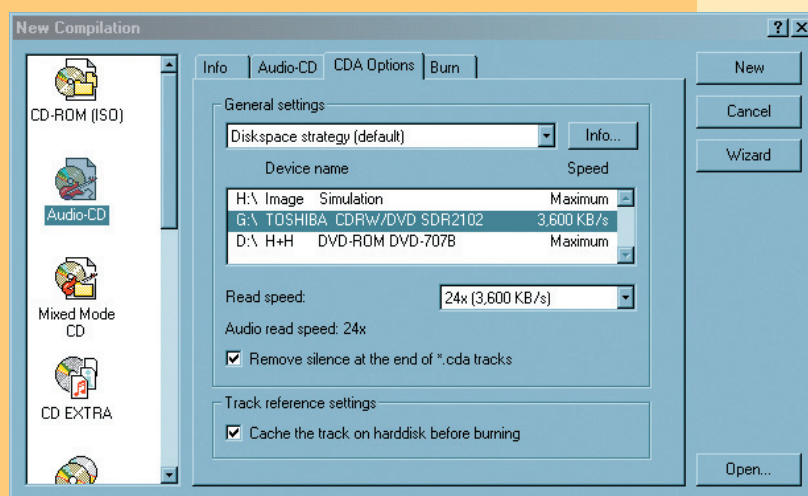 New Compilation
? X
CD-ROM (ISO)
Audio-CD
Mixed Mode
CD
CD EXTRA
Info Audio-CD CDA Options Burn
General settings
Diskspace strategy (default) Info...
Device name Speed
H:\ Image Simulation Maximum
G:\ TOSHIBA CDRW/DVD SDR2102 3,600 KB/s
D:\ H+H DVD-ROM DVD-707B Maximum
Read speed: 24x (3,600 KB/s)
Audio read speed: 24x
Remove silence at the end of *.cda tracks
Track reference settings
Cache the track on harddisk before burning
New
Cancel
Wizard
Open...